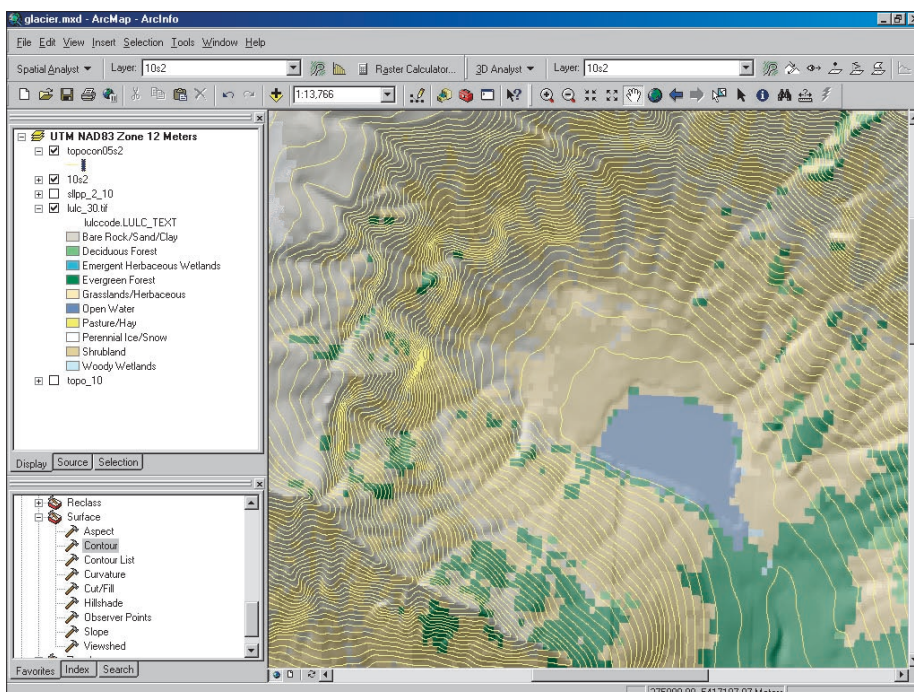 glacier.mxd - ArcMap - ArcInfo
File Edit View Insert Selection Tools Window Help
Spatial Analyst Layer: 10s2 Raster Calculator... 3D Analyst Layer: 10s2
1:13,766
UTM NAD83 Zone 12 Meters
topocon05s2
10s2
sllpp_2_10
lulc_30.tif
lulccode.LULC_TEXT
Bare Rock/Sand/Clay
Deciduous Forest
Emergent Herbaceous Wetlands
Evergreen Forest
Grasslands/Herbaceous
Open Water
Pasture/Hay
Perennial Ice/Snow
Shrubland
Woody Wetlands
topo_10
Display Source Selection
Reclass
Surface
Aspect
Contour
Contour List
Curvature
Cut/Fill
Hillshade
Observer Points
Slope
Viewshed
Favorites Index Search
Meters